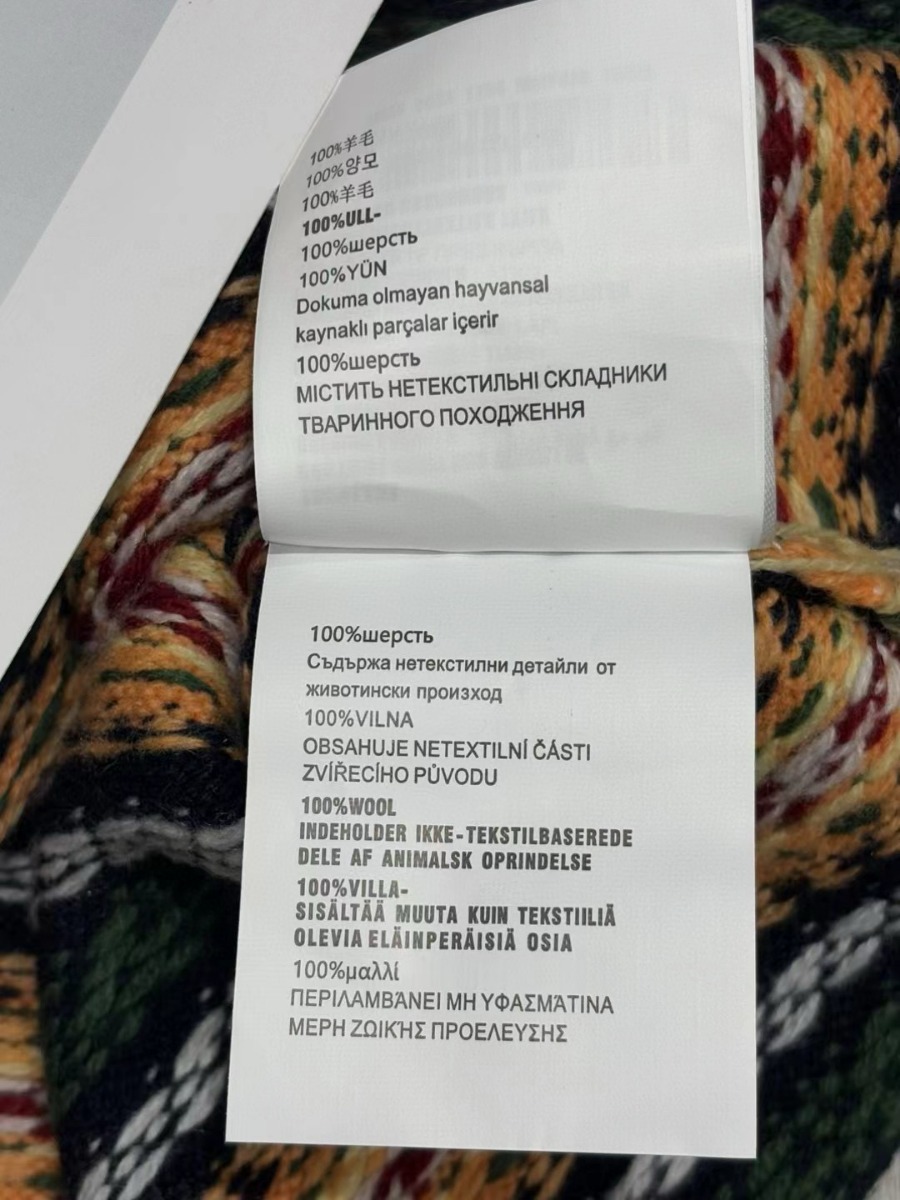 100%羊毛
100%양모
100%羊毛
100%ULL-
100%шерсть
100%YÜN
Dokuma olmayan hayvansal
kaynaklı parçalar içerir
100%шерсть
МІСТИТЬ НЕТЕКСТИЛЬНІ СКЛАДНИКИ
ТВАРИННОГО ПОХОДЖЕННЯ
100%шерсть
Съдържа нетекстилни детайли от
животински произход
100%VILNA
OBSAHUJE NETEXTILNÍ ČÁSTI
ZVÍŘECÍHO PŮVODU
100%WOOL
INDEHOLDER IKKE-TEKSTILBASEREDE
DELE AF ANIMALSK OPRINDELSE
100%VILLA-
SISÄLTÄÄ MUUTA KUIN TEKSTIILIÄ
OLEVIA ELÄINPERÄISIÄ OSIA
100%μαλλί
ΠΕΡΙΛΑΜΒΆΝΕΙ ΜΗ ΥΦΑΣΜΆΤΙΝΑ
ΜΕΡΗ ΖΩΙΚΉΣ ΠΡΟΕΛΕΥΣΗΣ